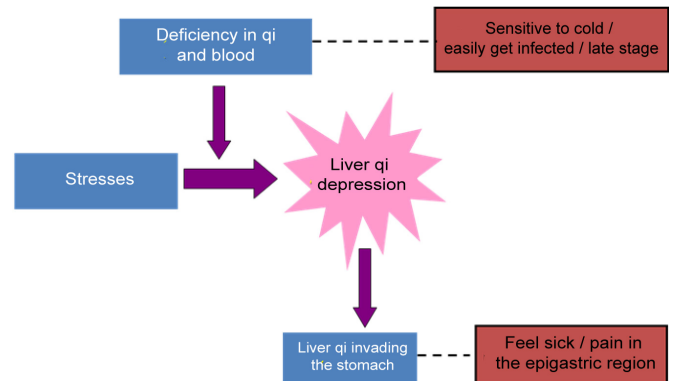 Deficiency in qi
and blood
Sensitive to cold /
easily get infected / late stage
Stresses
Liver qi
depression
Liver qi invading
the stomach
Feel sick / pain in
the epigastric region